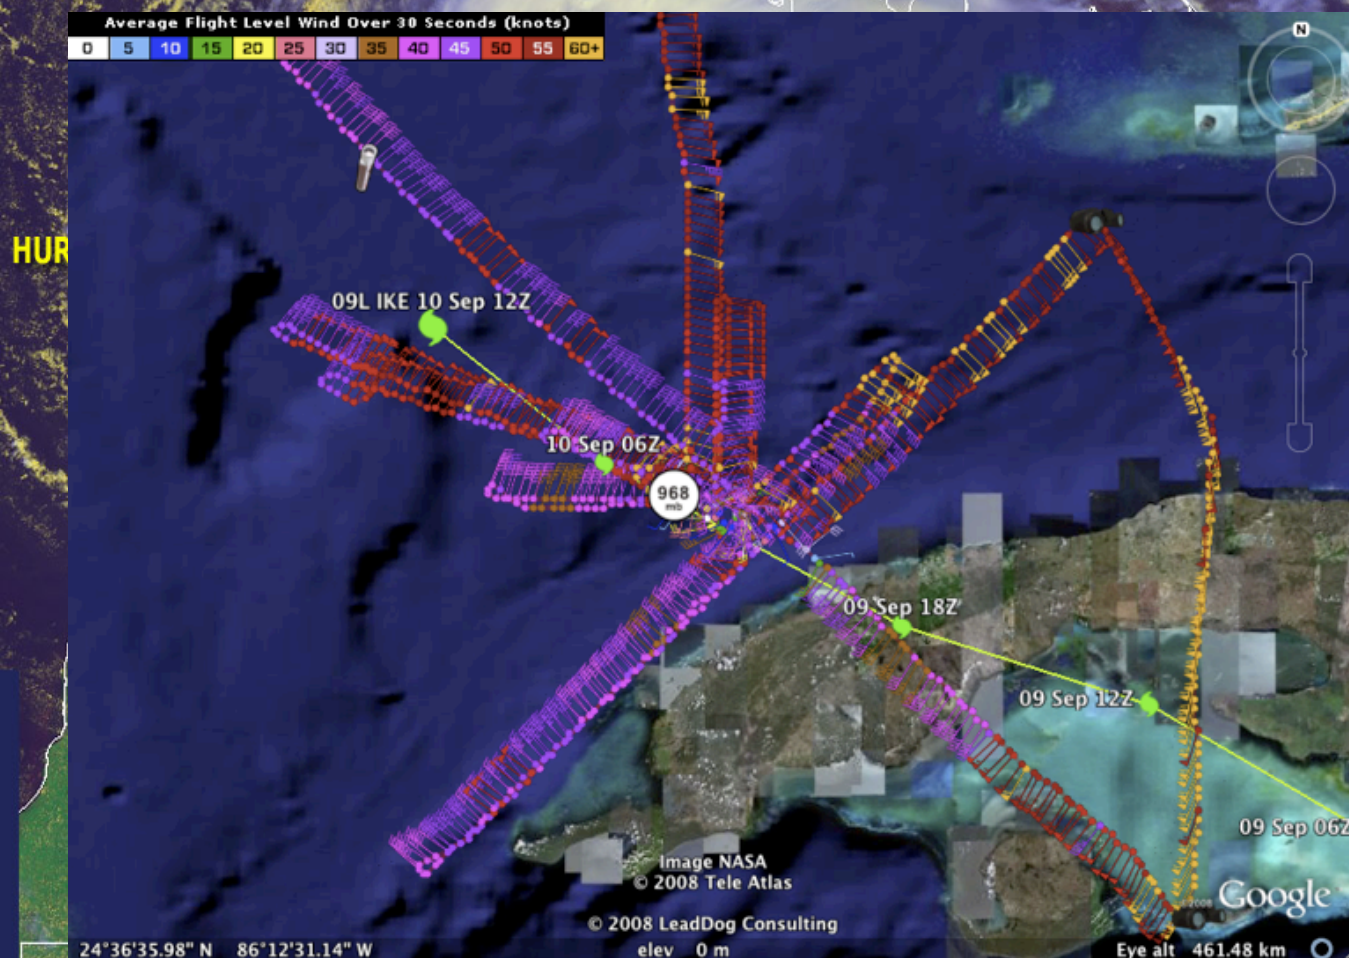 Average Flight Level Wind Over 30 Seconds (knots)
0 5 10 15 20 25 30 35 40 45 50 55 60+
N
HUR
09L IKE 10 Sep 12Z
10 Sep 06Z
968
mb
09 Sep 18Z
09 Sep 12Z
09 Sep 06Z
Image NASA
© 2008 Tele Atlas
©2008 Google
© 2008 LeadDog Consulting
24°36'35.98" N 86°12'31.14" W elev 0 m Eye alt 461.48 km